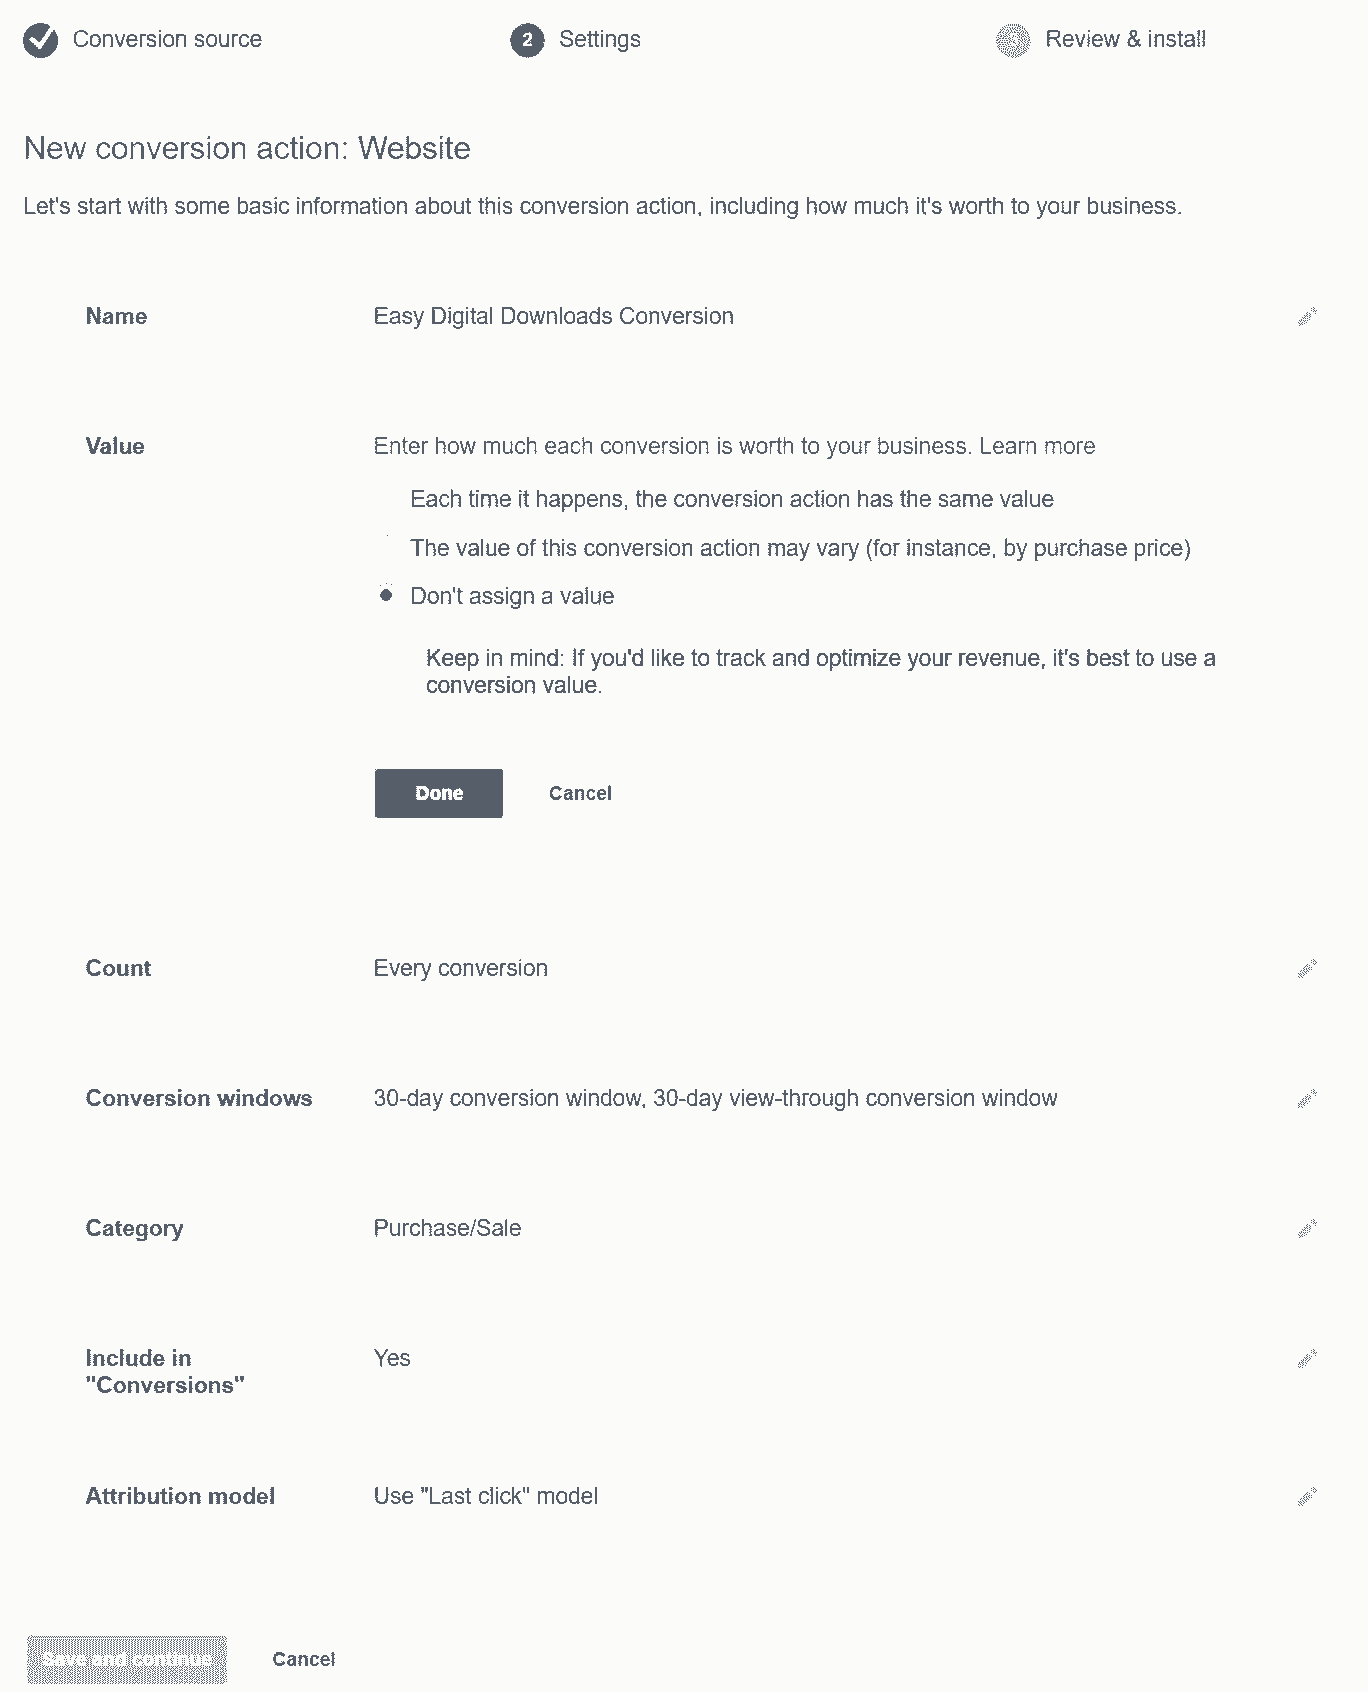 Conversion source
2 Settings
3 Review & install
New conversion action: Website
Let's start with some basic information about this conversion action, including how much it's worth to your business.
Name Easy Digital Downloads Conversion
Value Enter how much each conversion is worth to your business. Learn more
Each time it happens, the conversion action has the same value
The value of this conversion action may vary (for instance, by purchase price)
Don't assign a value
Keep in mind: If you'd like to track and optimize your revenue, it's best to use a
conversion value.
Done Cancel
Count Every conversion
Conversion windows 30-day conversion window, 30-day view-through conversion window
Category Purchase/Sale
Include in Yes
"Conversions"
Attribution model Use "Last click" model
Save and continue Cancel